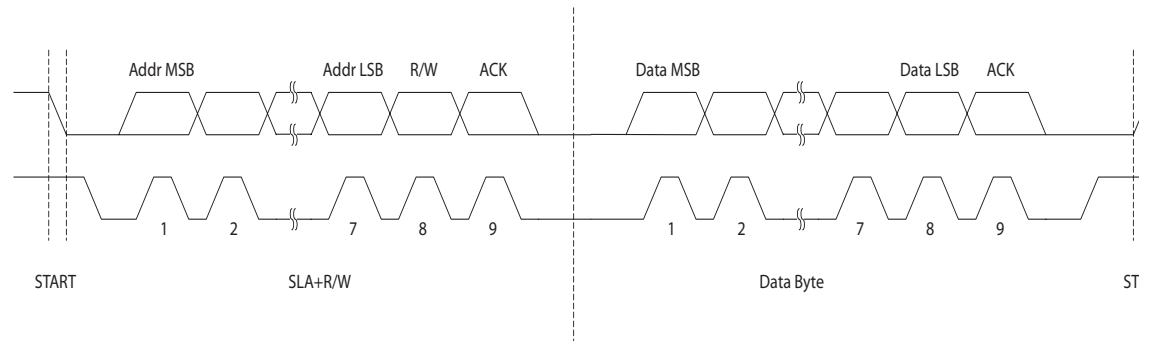 Addr MSB Addr LSB R/W ACK Data MSB Data LSB ACK
1 2 7 8 9 1 2 7 8 9
START SLA+R/W Data Byte ST